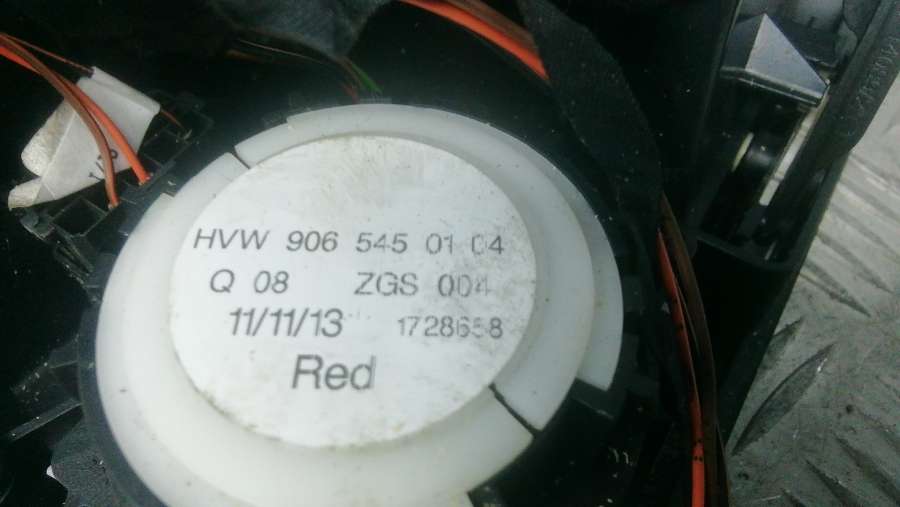 HVW 906 545 01 04
Q 08 ZGS 004
11/11/13 1728658
Red